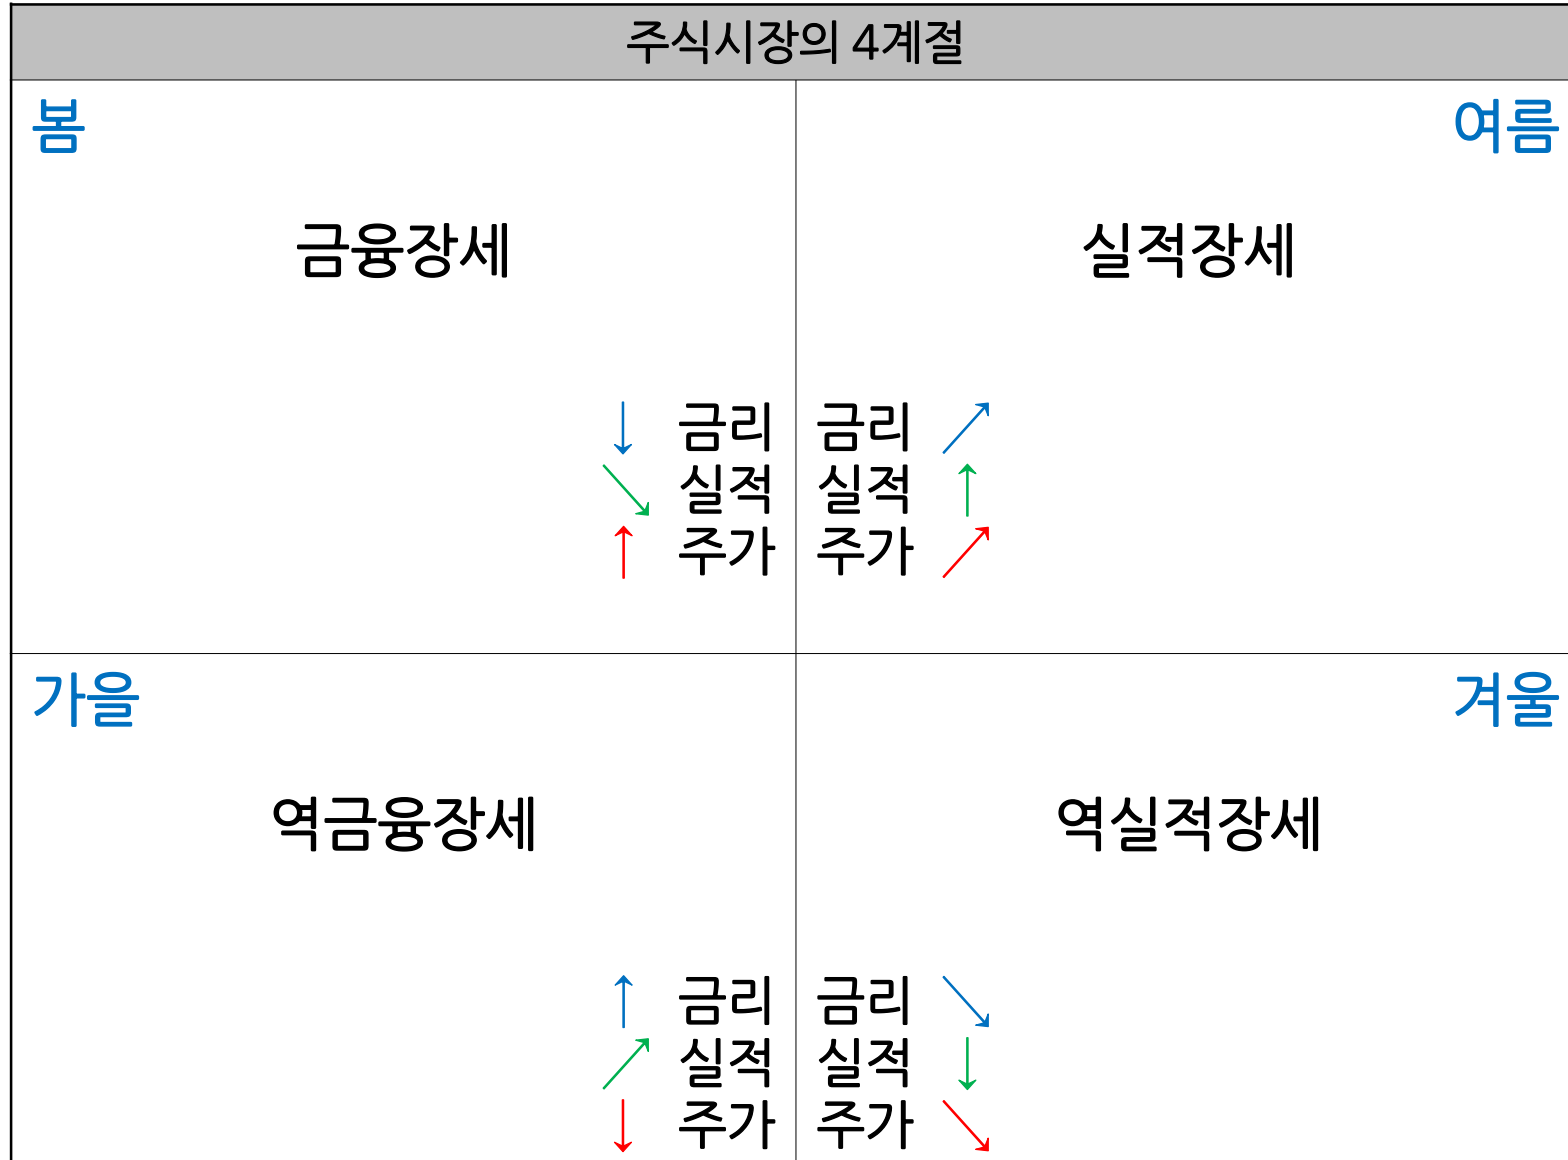 주식시장의 4계절
봄
금융장세
↓ 금리
↘ 실적
↑ 주가
여름
실적장세
금리 ↗
실적 ↑
주가 ↗
가을
역금융장세
↑ 금리
↗ 실적
↓ 주가
겨울
역실적장세
금리 ↘
실적 ↓
주가 ↘